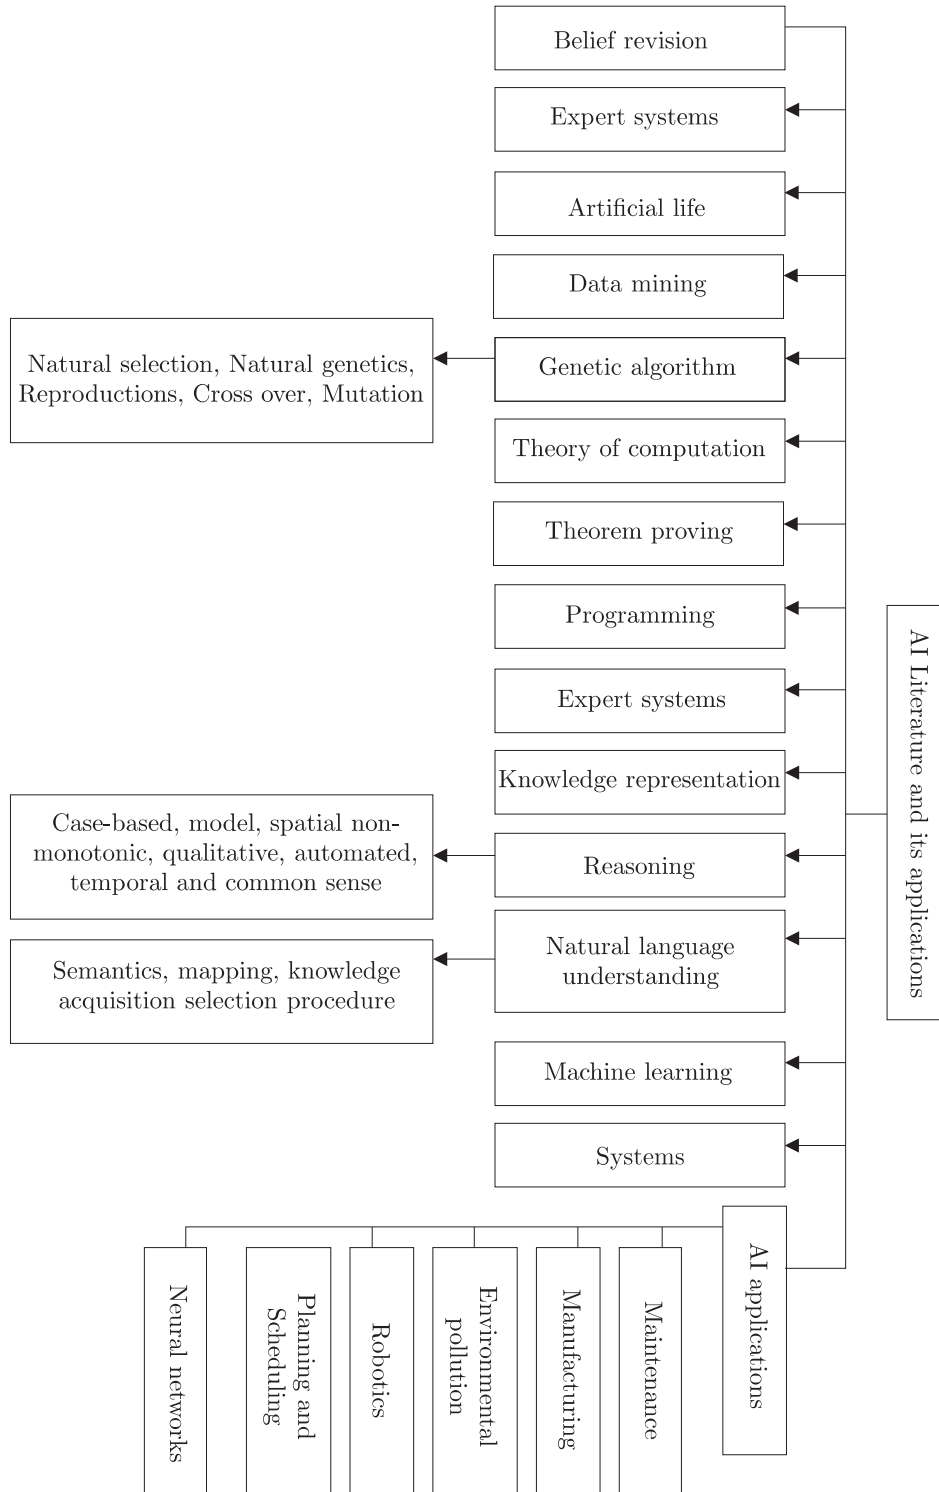 Belief revision
Expert systems
Artificial life
Data mining
Natural selection, Natural genetics,
Reproductions, Cross over, Mutation
Genetic algorithm
Theory of computation
Theorem proving
Programming
Expert systems
Knowledge representation
Case-based, model, spatial non-
monotonic, qualitative, automated,
temporal and common sense
Reasoning
Semantics, mapping, knowledge
acquisition selection procedure
Natural language
understanding
Machine learning
Systems
AI Literature and its applications
AI applications
Neural networks
Planning and
Scheduling
Robotics
Environmental
pollution
Manufacturing
Maintenance